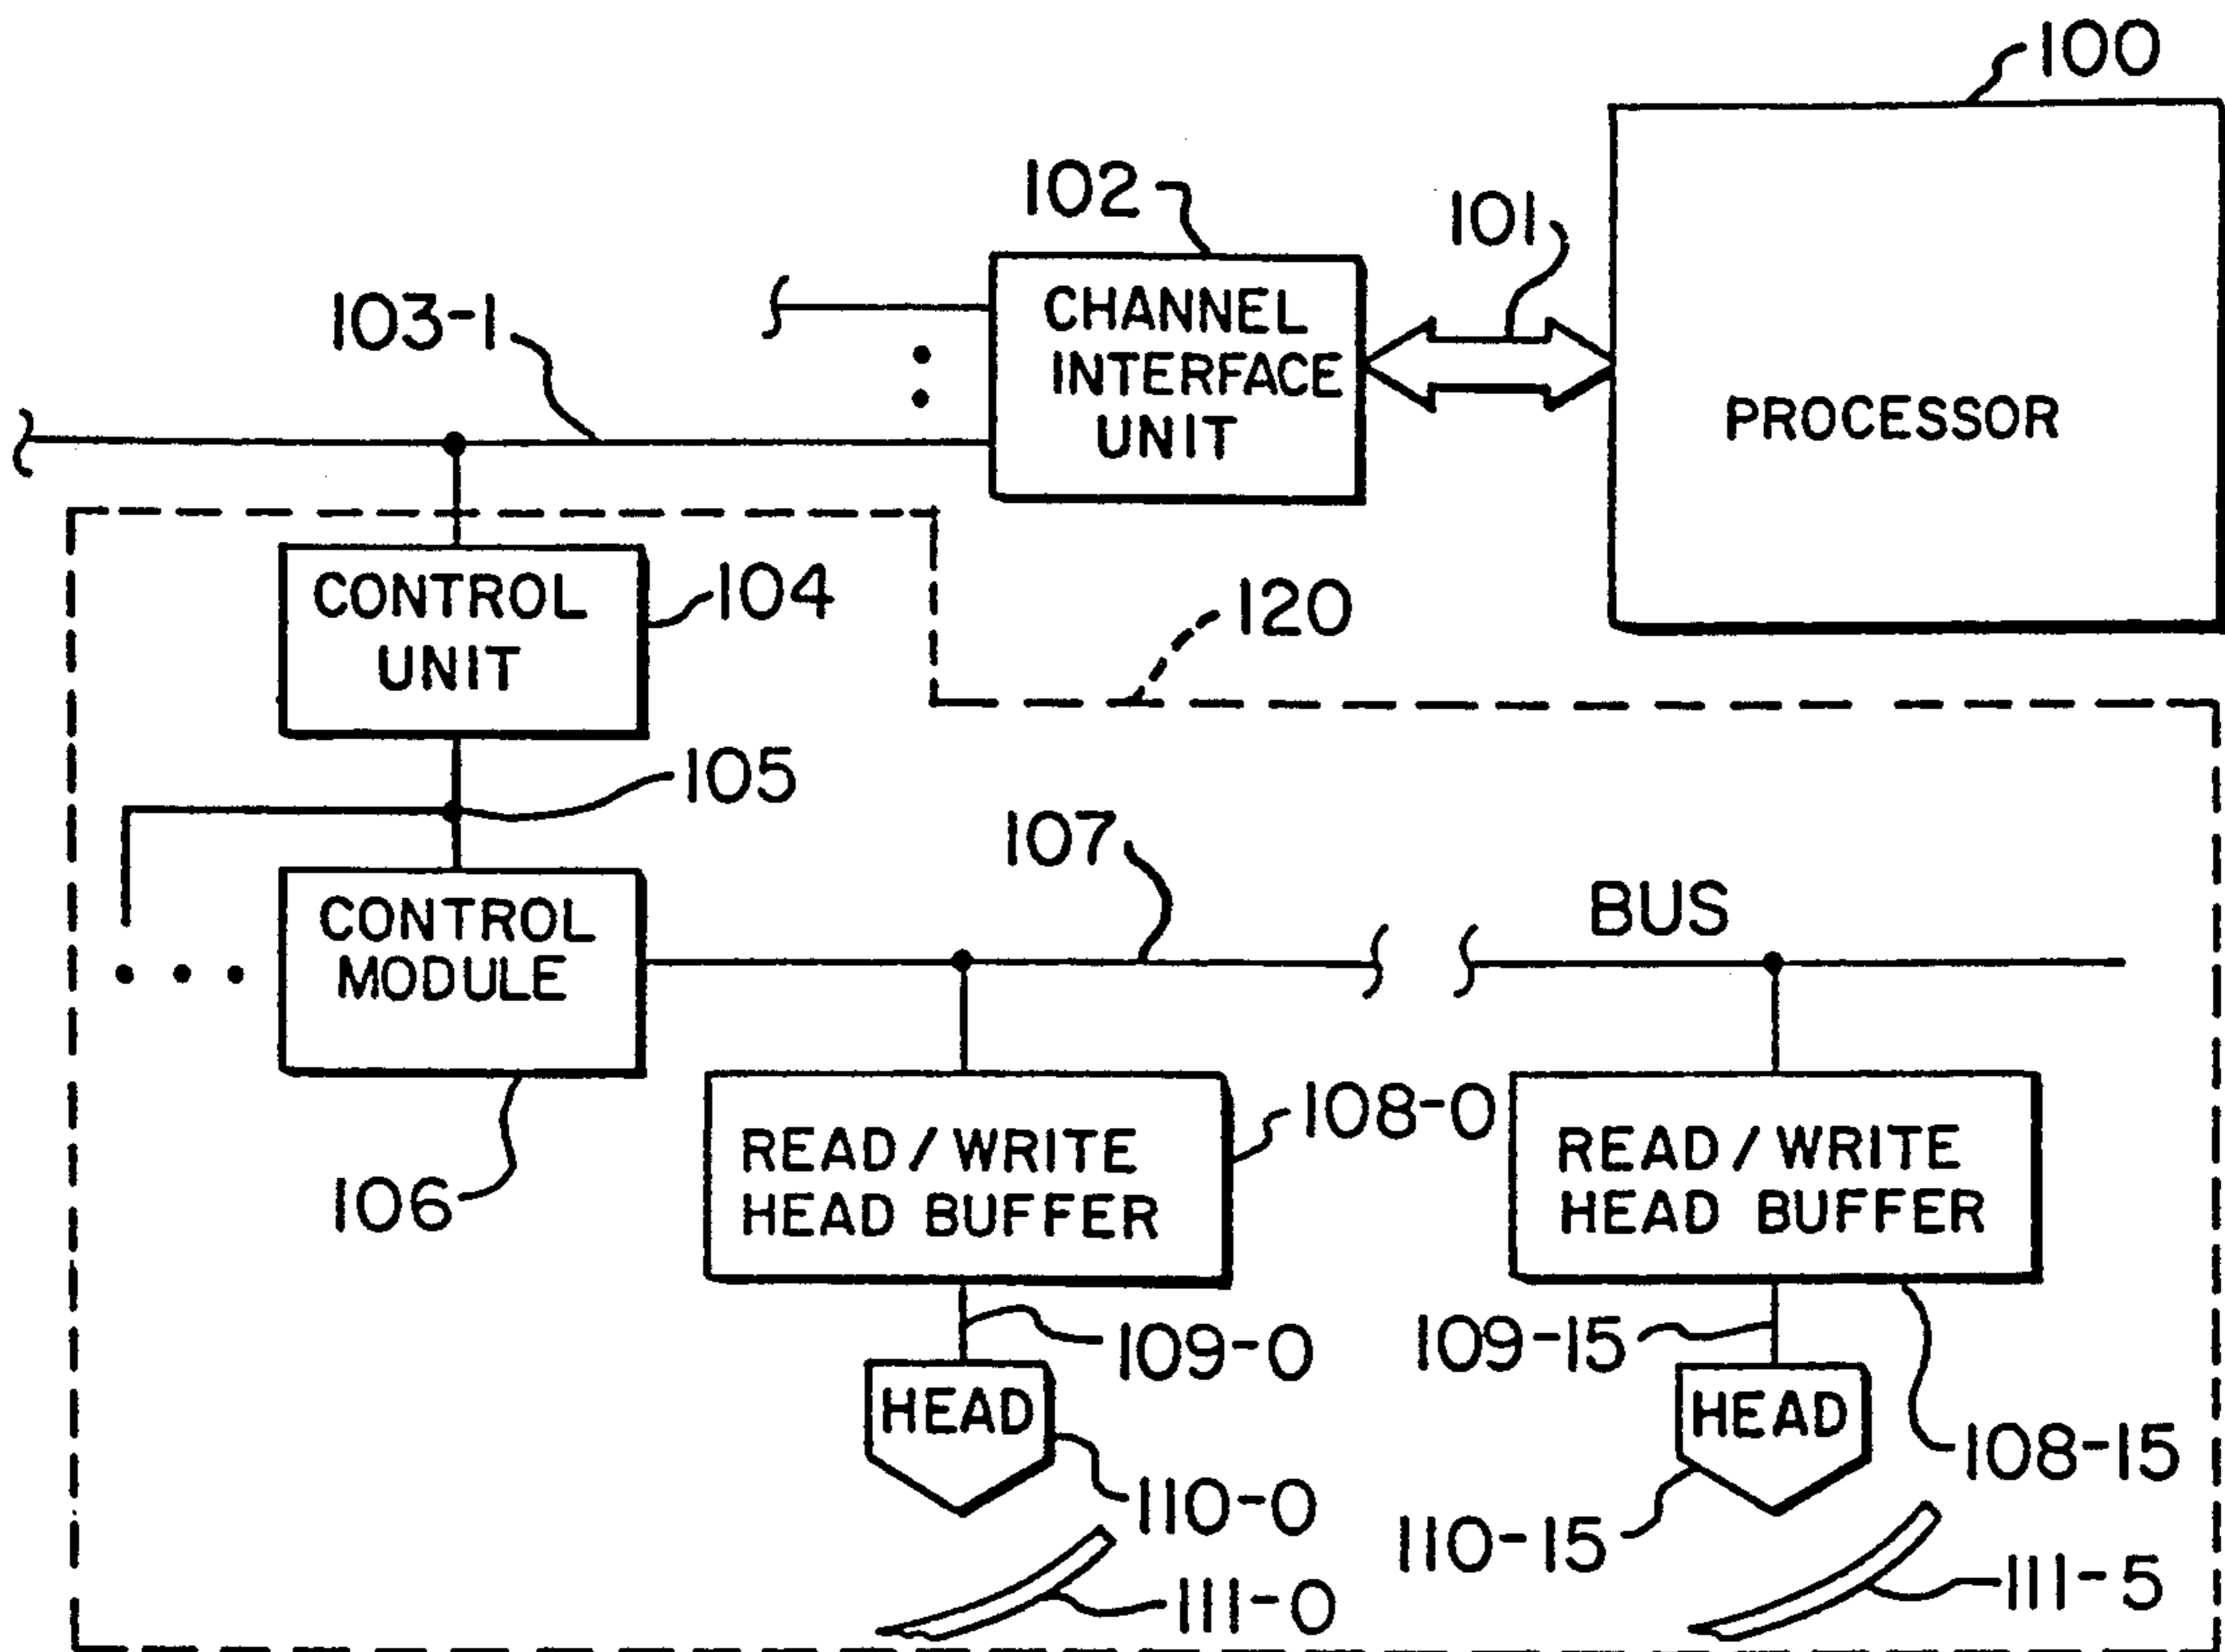 100
102
101
103-1
CHANNEL
INTERFACE
UNIT
PROCESSOR
CONTROL
UNIT
104
120
105
107
BUS
CONTROL
MODULE
106
READ/WRITE
HEAD BUFFER
108-0
READ/WRITE
HEAD BUFFER
109-0
109-15
HEAD
HEAD
108-15
110-0
110-15
111-0
111-5